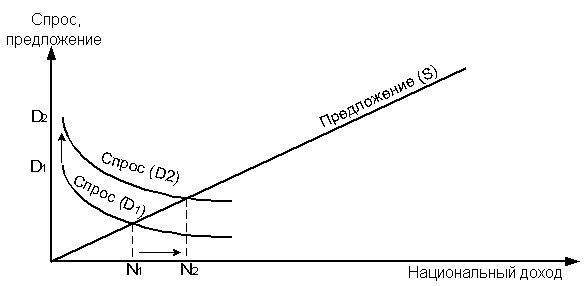 Спрос,
предложение
D2
D1
Спрос (D2)
Спрос (D1)
Предложение (S)
N1
N2
Национальный доход